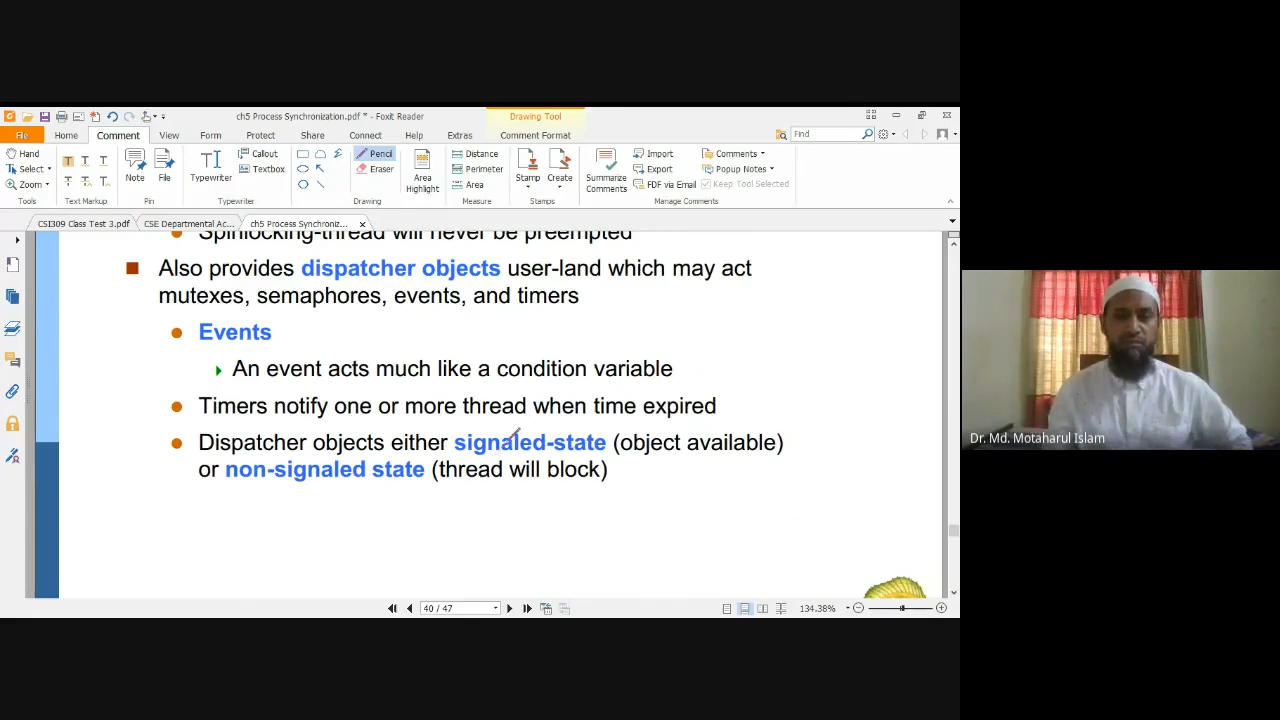 ch5 Process Synchronization.pdf * - Foxit Reader
Drawing Tool
File Home Comment View Form Protect Share Connect Help Extras Comment Format
Find
Hand
Select
Zoom
Tools
Text Markup
Note
File
Pin
Typewriter
Callout
Textbox
Typewriter
Pencil
Eraser
Drawing
Area
Highlight
Distance
Perimeter
Area
Measure
Stamp
Create
Stamps
Summarize
Comments
Import
Export
FDF via Email
Comments
Popup Notes
Keep Tool Selected
Manage Comments
CSI309 Class Test 3.pdf
CSE Departmental Ac...
ch5 Process Synchroniz...
Spinlocking-thread will never be preempted
Also provides dispatcher objects user-land which may act
mutexes, semaphores, events, and timers
Events
An event acts much like a condition variable
Timers notify one or more thread when time expired
Dispatcher objects either signaled-state (object available)
or non-signaled state (thread will block)
Dr. Md. Motaharul Islam
40 / 47
134.38%